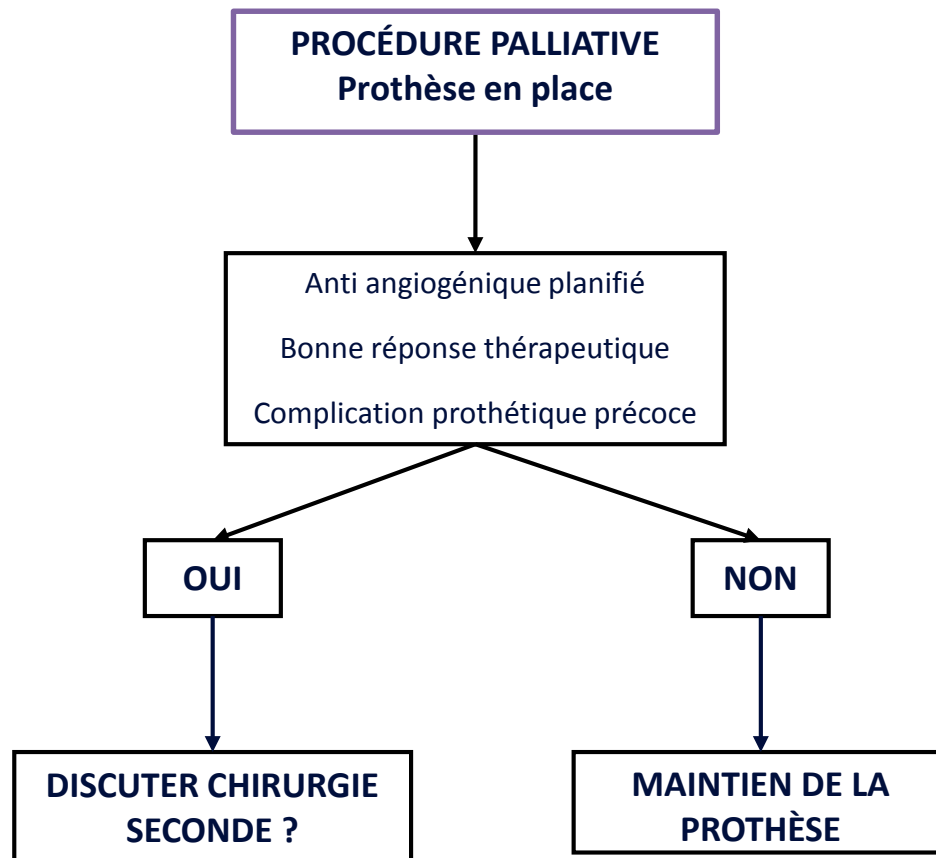 PROCÉDURE PALLIATIVE
Prothèse en place
Anti angiogénique planifié
Bonne réponse thérapeutique
Complication prothétique précoce
OUI
NON
DISCUTER CHIRURGIE
SECONDE ?
MAINTIEN DE LA
PROTHÈSE